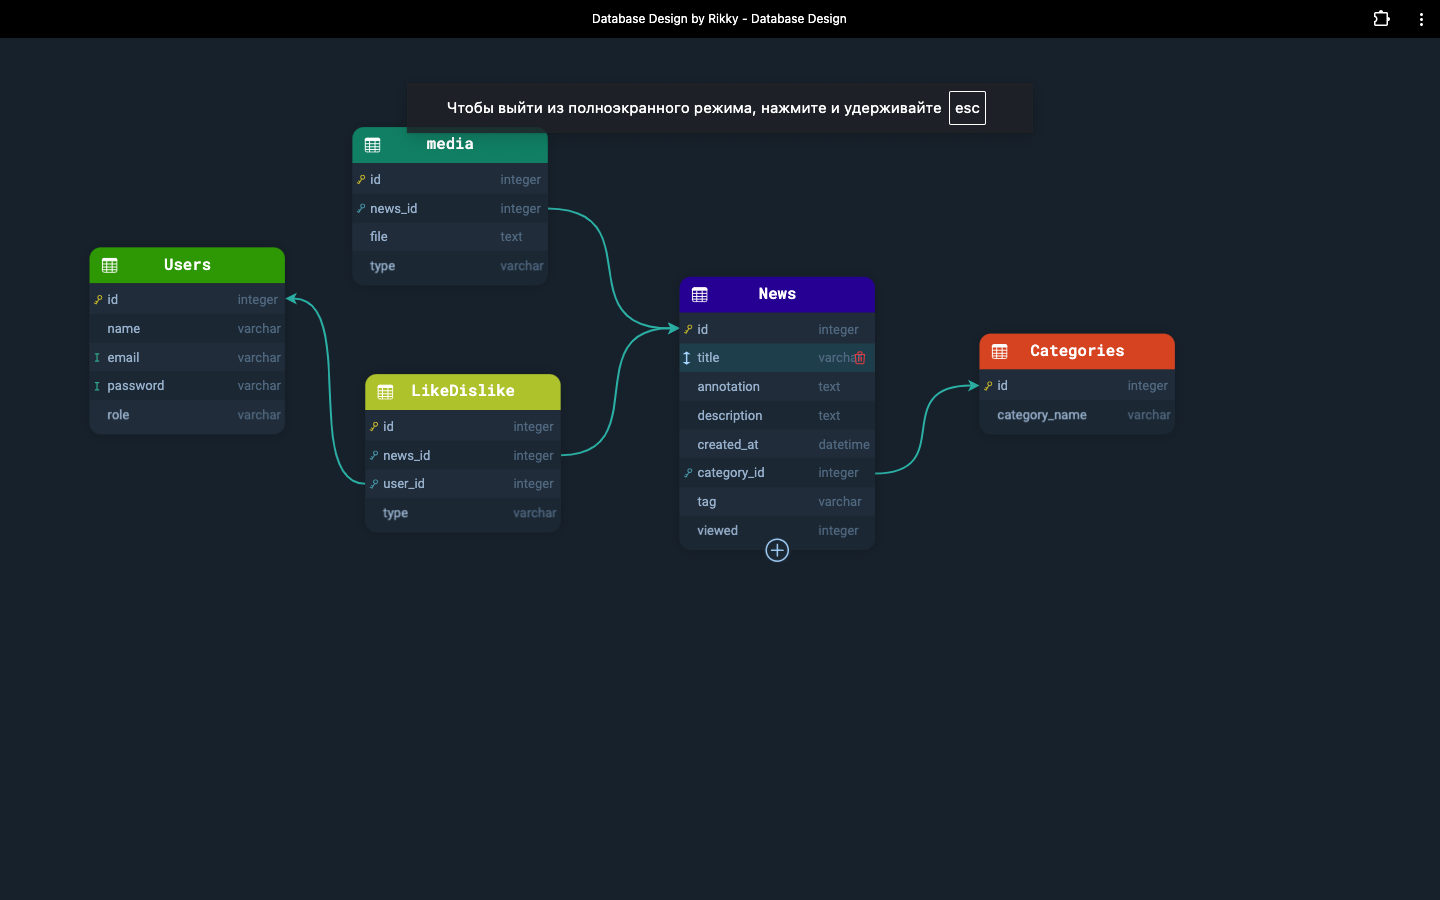 Database Design by Rikky - Database Design
Чтобы выйти из полноэкранного режима, нажмите и удерживайте esc
media
id integer
news_id integer
file text
type varchar
Users
id integer
name varchar
email varchar
password varchar
role varchar
LikeDislike
id integer
news_id integer
user_id integer
type varchar
News
id integer
title varcha
annotation text
description text
created_at datetime
category_id integer
tag varchar
viewed integer
Categories
id integer
category_name varchar